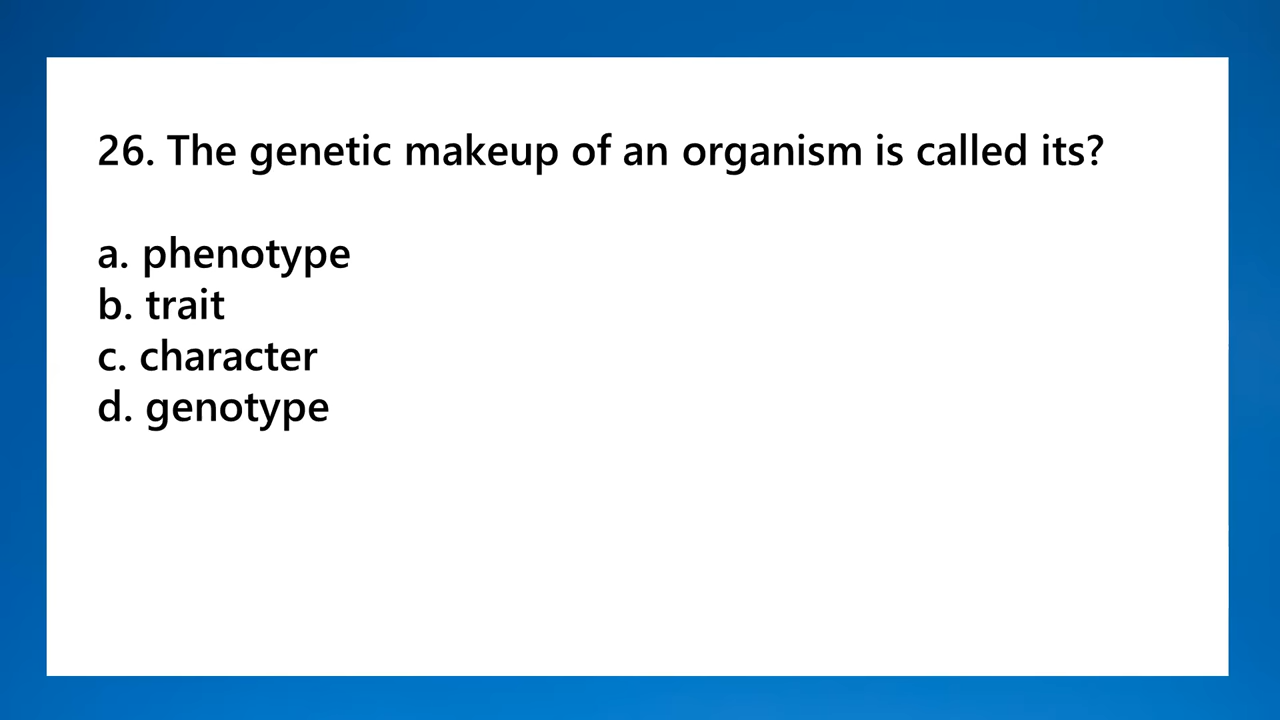 26. The genetic makeup of an organism is called its?
a. phenotype
b. trait
c. character
d. genotype